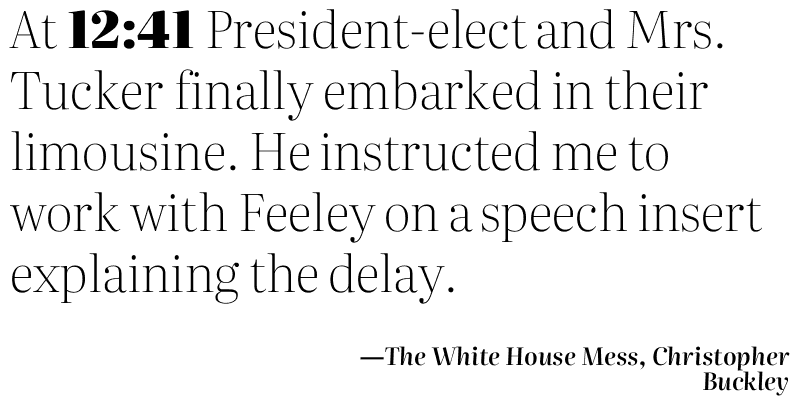 At 12:41 President-elect and Mrs.
Tucker finally embarked in their
limousine. He instructed me to
work with Feeley on a speech insert
explaining the delay.
—The White House Mess, Christopher
Buckley